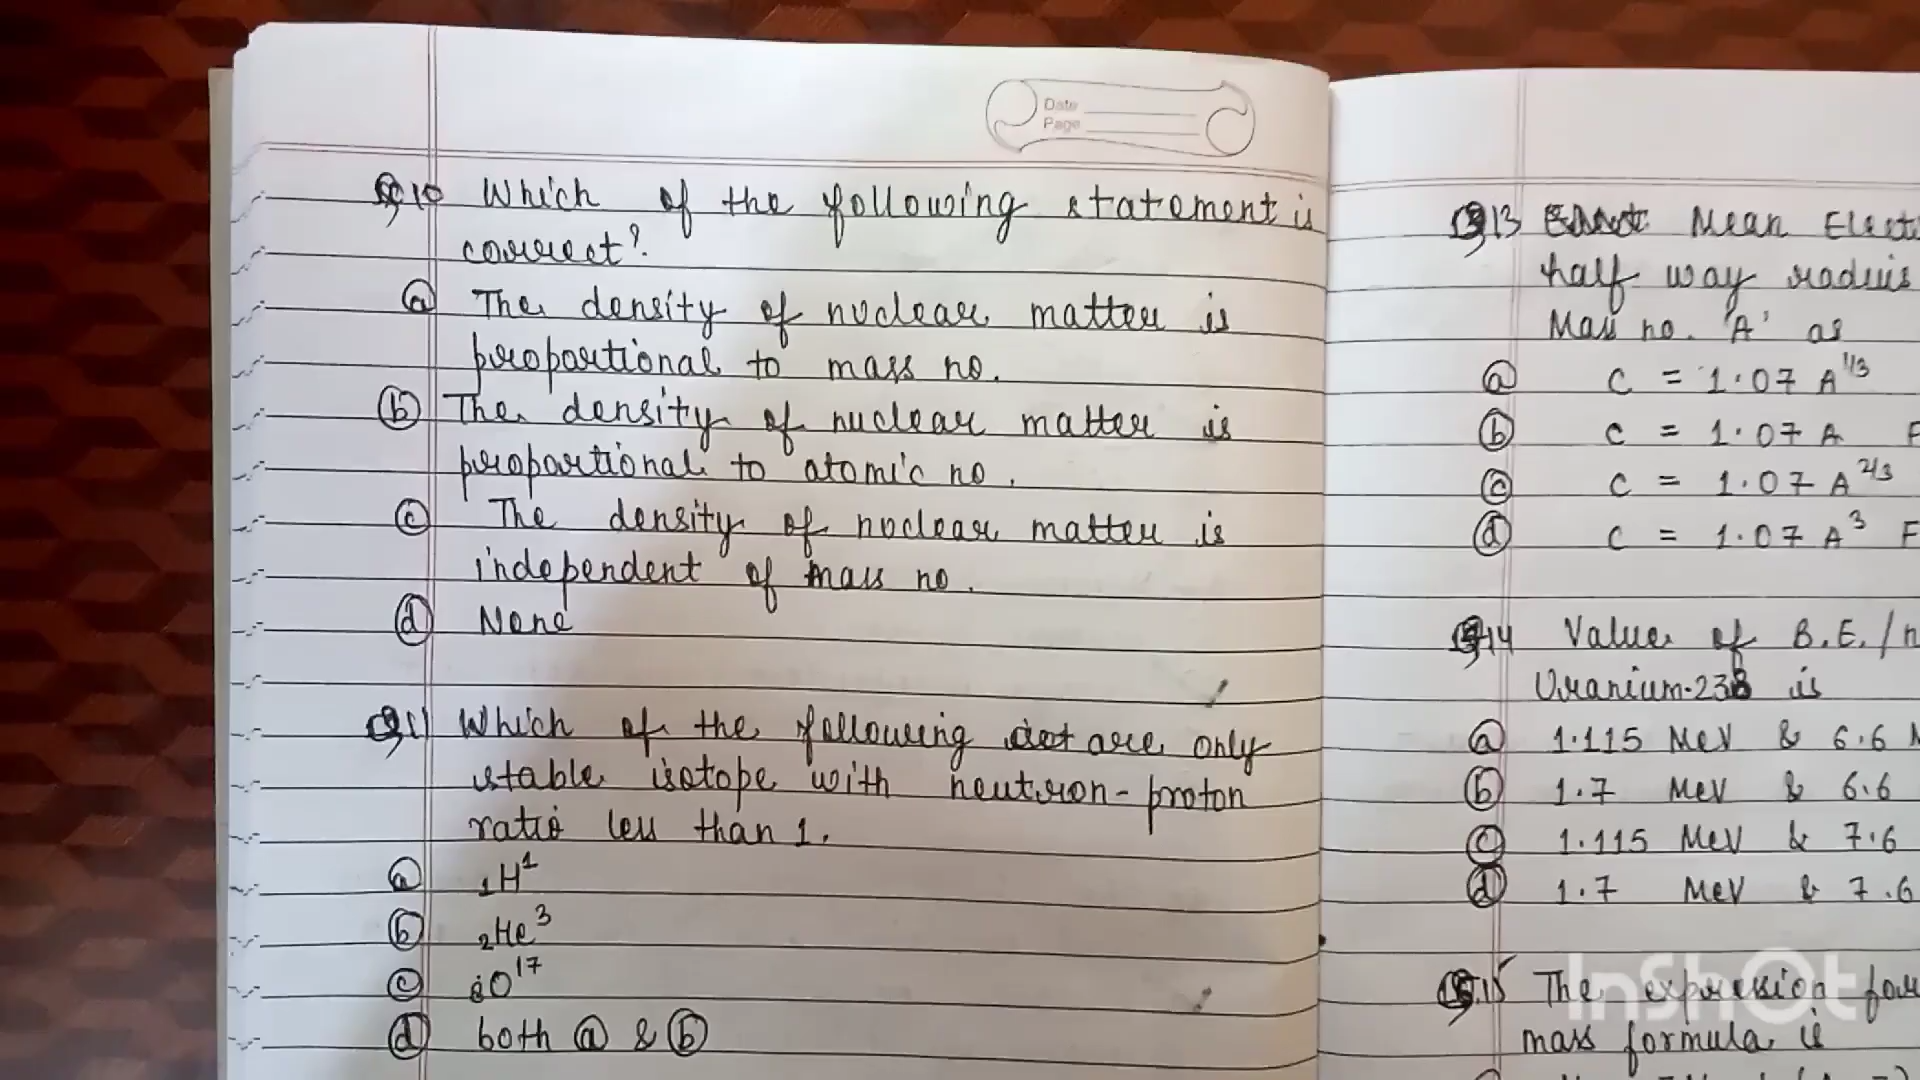 Date
Page
Q10 Which of the following statement is
correct?
(a) The density of nuclear matter is
proportional to mass no.
(b) The density of nuclear matter is
proportional to atomic no.
(c) The density of nuclear matter is
independent of mass no.
(d) None
Q11 Which of the following are only
stable isotope with neutron-proton
ratio less than 1.
(a) ₁H¹
(b) ₂He³
(c) ₈O¹⁷
(d) both (a) & (b)
Q13 Mean Elect
half way radius
Mass no. 'A' as
(a) c = 1.07 A^1/3
(b) c = 1.07 A F
(c) c = 1.07 A^2/3
(d) c = 1.07 A³ F
Q14 Value of B.E./n
Uranium-238 is
(a) 1.115 MeV & 6.6 M
(b) 1.7 MeV & 6.6
(c) 1.115 MeV & 7.6
(d) 1.7 MeV & 7.6
Q.15 The expression for
mass formula is
InShOt